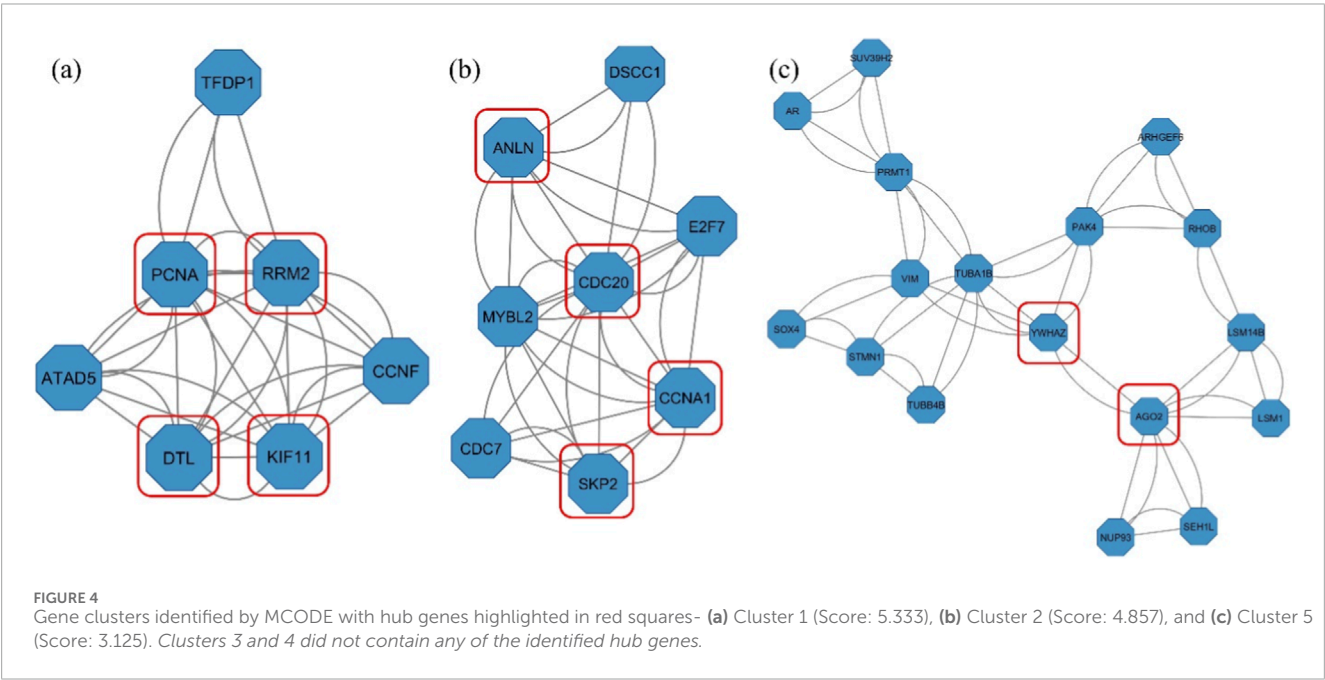 (a)
TFDP1
PCNA
RRM2
ATAD5
CCNF
DTL
KIF11
(b)
DSCC1
ANLN
E2F7
CDC20
MYBL2
CCNA1
CDC7
SKP2
(c)
SUV39H2
AR
PRMT1
ARHGEF6
PAK4
RHOB
VIM
TUBA1B
SOX4
YWHAZ
LSM14B
STMN1
TUBB4B
AGO2
LSM1
NUP93
SEH1L
FIGURE 4
Gene clusters identified by MCODE with hub genes highlighted in red squares- (a) Cluster 1 (Score: 5.333), (b) Cluster 2 (Score: 4.857), and (c) Cluster 5
(Score: 3.125). Clusters 3 and 4 did not contain any of the identified hub genes.